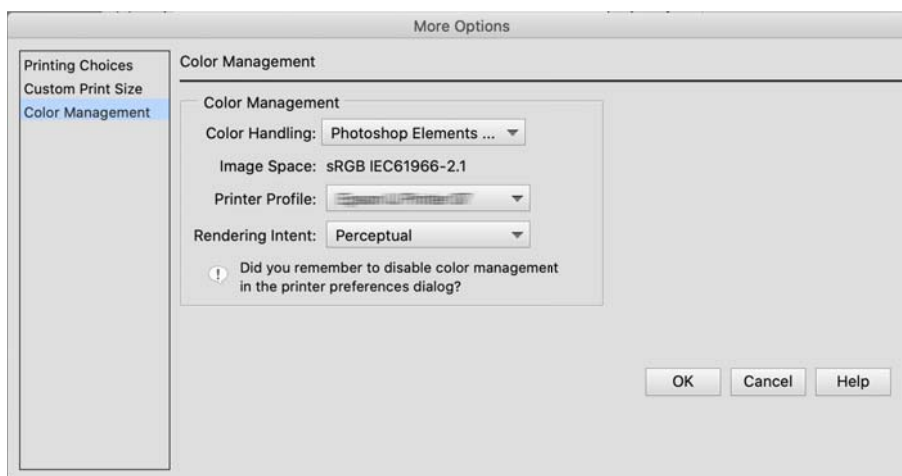 More Options
Printing Choices
Custom Print Size
Color Management
Color Management
Color Management
Color Handling: Photoshop Elements ...
Image Space: sRGB IEC61966-2.1
Printer Profile:
Rendering Intent: Perceptual
! Did you remember to disable color management
in the printer preferences dialog?
OK Cancel Help